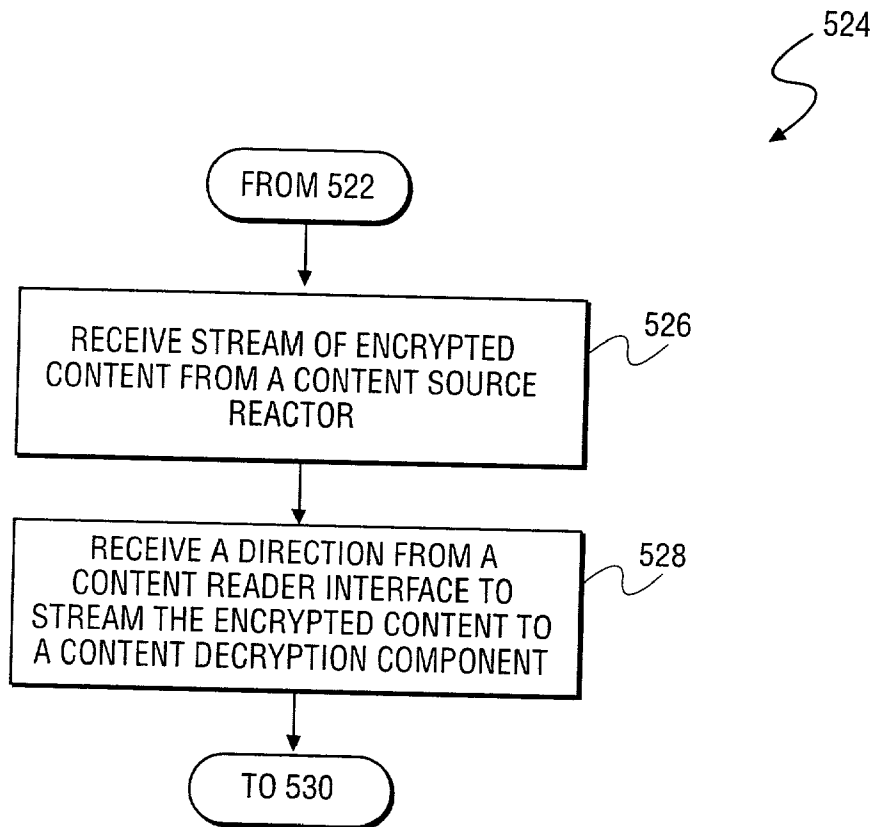 524
FROM 522
RECEIVE STREAM OF ENCRYPTED
CONTENT FROM A CONTENT SOURCE
REACTOR
526
RECEIVE A DIRECTION FROM A
CONTENT READER INTERFACE TO
STREAM THE ENCRYPTED CONTENT TO
A CONTENT DECRYPTION COMPONENT
528
TO 530